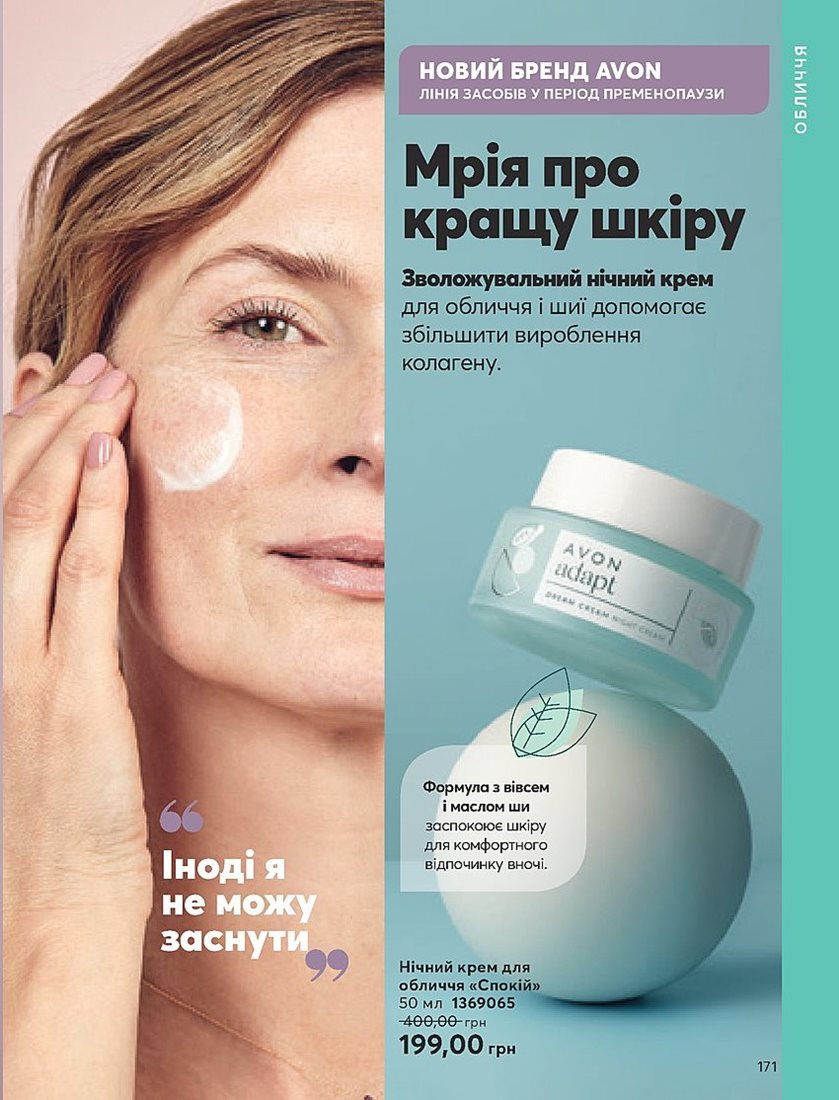 НОВИЙ БРЕНД AVON
ЛІНІЯ ЗАСОБІВ У ПЕРІОД ПРЕМЕНОПАУЗИ
ОБЛИЧЧЯ
Мрія про
кращу шкіру
Зволожувальний нічний крем
для обличчя і шиї допомагає
збільшити вироблення
колагену.
AVON
adapt
DREAM CREAM NIGHT CREAM
Формула з вівсем
і маслом ши
заспокоює шкіру
для комфортного
відпочинку вночі.
“Іноді я
не можу
заснути”
Нічний крем для
обличчя «Спокій»
50 мл 1369065
400,00 грн
199,00 грн
171